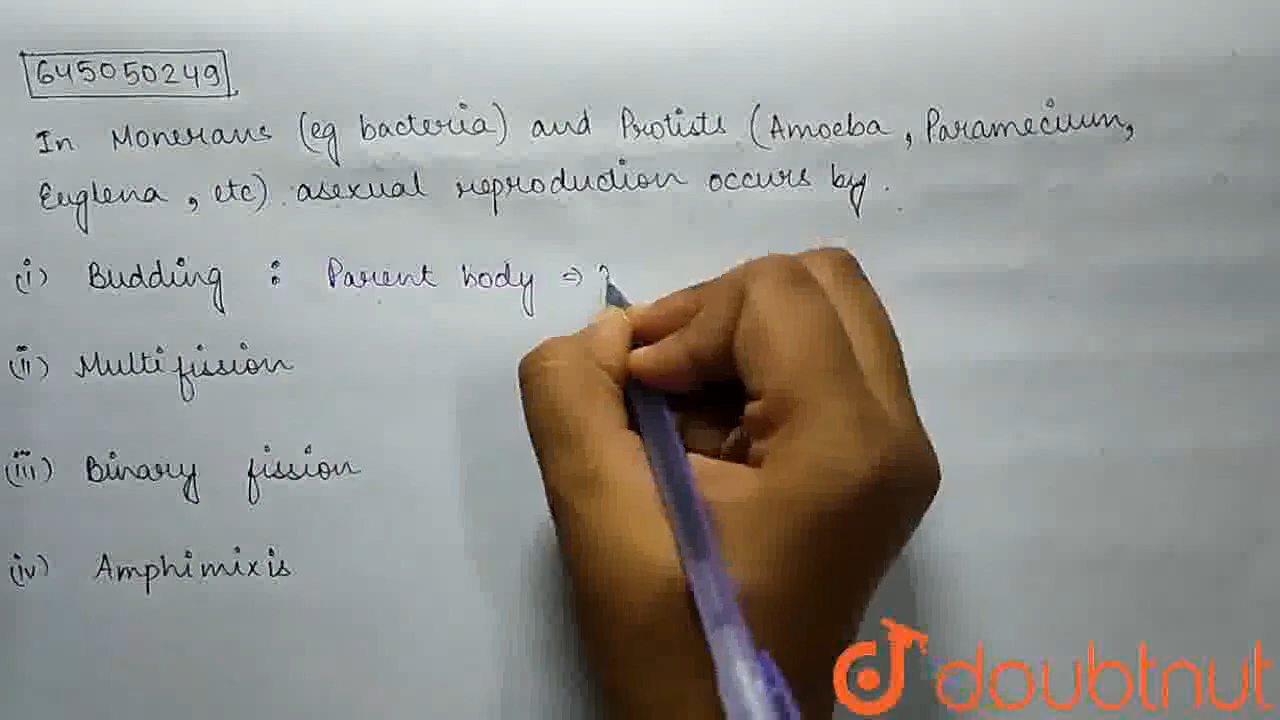 645050249
In Monerans (eg bacteria) and Protists (Amoeba, Paramecium,
Euglena, etc) asexual reproduction occurs by.
(i) Budding : Parent body ⇒
(ii) Multifission
(iii) Binary fission
(iv) Amphimixis
doubtnut